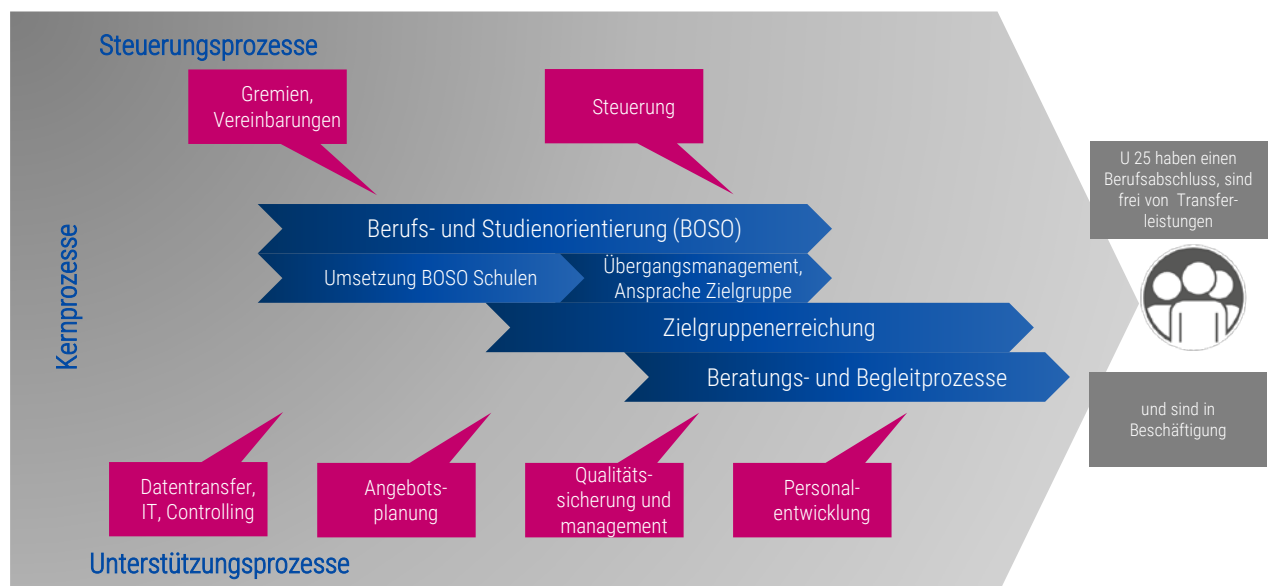 Steuerungsprozesse
Gremien,
Vereinbarungen
Steuerung
Kernprozesse
Berufs- und Studienorientierung (BOSO)
Umsetzung BOSO Schulen
Übergangsmanagement,
Ansprache Zielgruppe
Zielgruppenerreichung
Beratungs- und Begleitprozesse
U 25 haben einen
Berufsabschluss, sind
frei von Transfer-
leistungen
und sind in
Beschäftigung
Datentransfer,
IT, Controlling
Angebots-
planung
Qualitäts-
sicherung und
management
Personal-
entwicklung
Unterstützungsprozesse